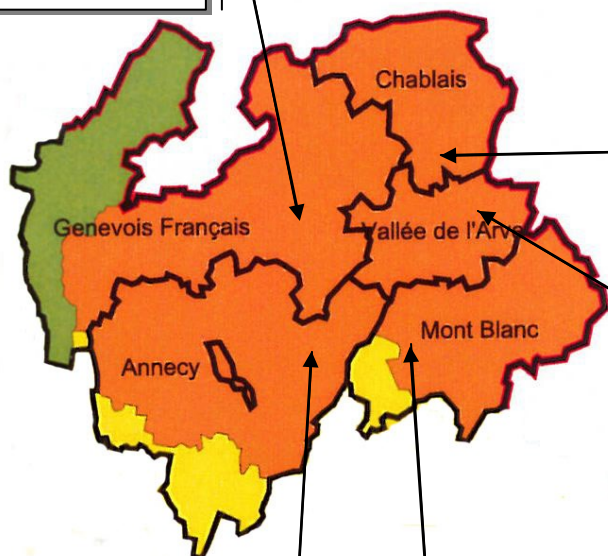 Chablais
Genevois Français
Vallée de l'Arve
Mont Blanc
Annecy